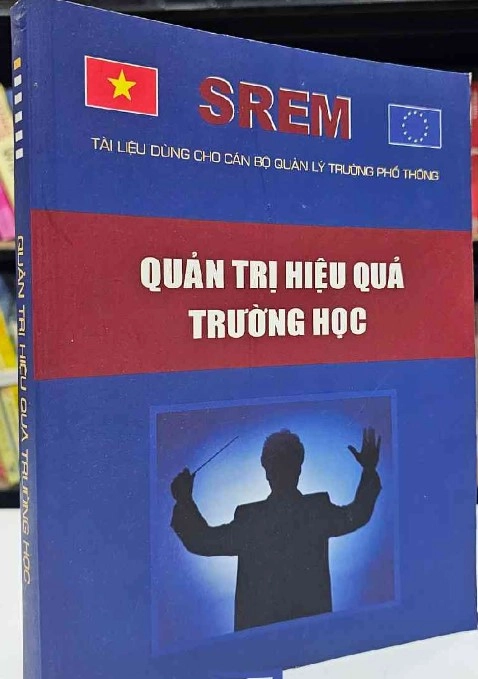 SREM
TÀI LIỆU DÙNG CHO CÁN BỘ QUẢN LÝ TRƯỜNG PHỔ THÔNG
QUẢN TRỊ HIỆU QUẢ
TRƯỜNG HỌC
QUẢN TRỊ HIỆU QUẢ TRƯỜNG HỌC